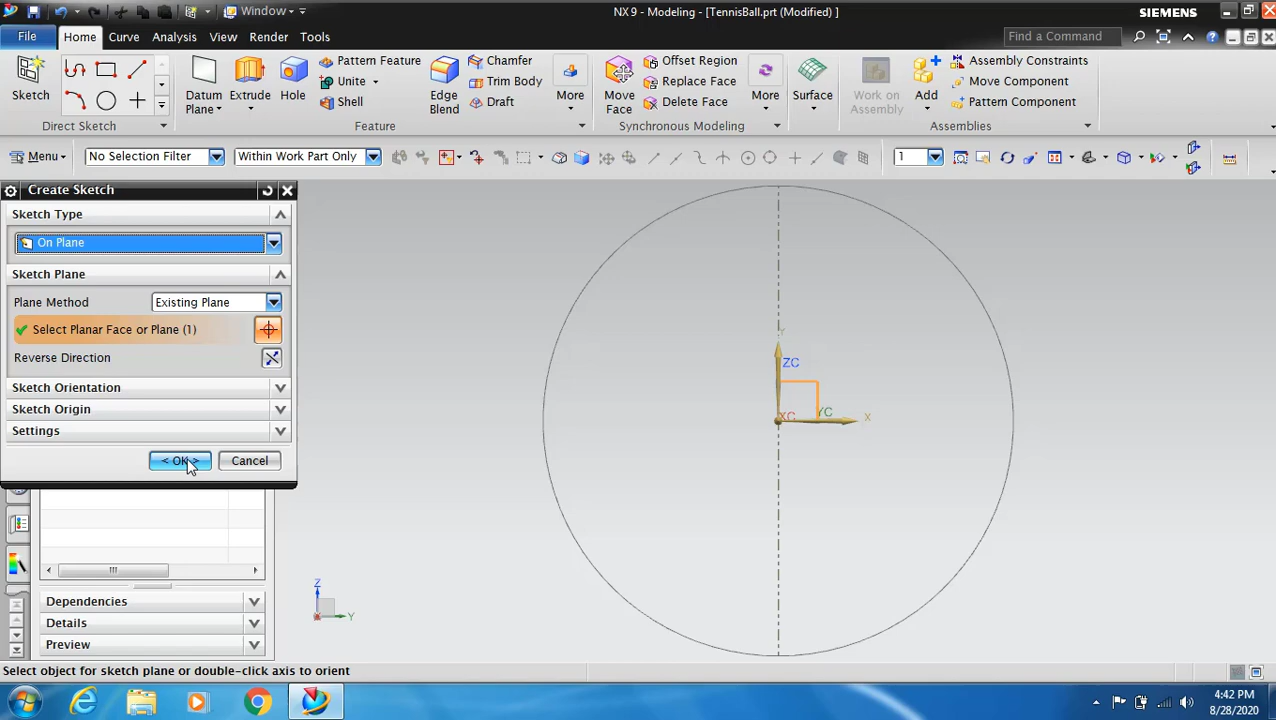 Window
NX 9 - Modeling - [TennisBall.prt (Modified) ]
SIEMENS
File
Home
Curve
Analysis
View
Render
Tools
Find a Command
Sketch
Direct Sketch
Datum Plane
Extrude
Hole
Pattern Feature
Unite
Shell
Edge Blend
Chamfer
Trim Body
Draft
More
Feature
Move Face
Offset Region
Replace Face
Delete Face
More
Synchronous Modeling
Surface
Work on Assembly
Add
Assembly Constraints
Move Component
Pattern Component
Assemblies
Menu
No Selection Filter
Within Work Part Only
1
Create Sketch
Sketch Type
On Plane
Sketch Plane
Plane Method
Existing Plane
Select Planar Face or Plane (1)
Reverse Direction
Sketch Orientation
Sketch Origin
Settings
< OK >
Cancel
Dependencies
Details
Preview
Y
ZC
XC
YC
X
Z
Y
Select object for sketch plane or double-click axis to orient
4:42 PM
8/28/2020